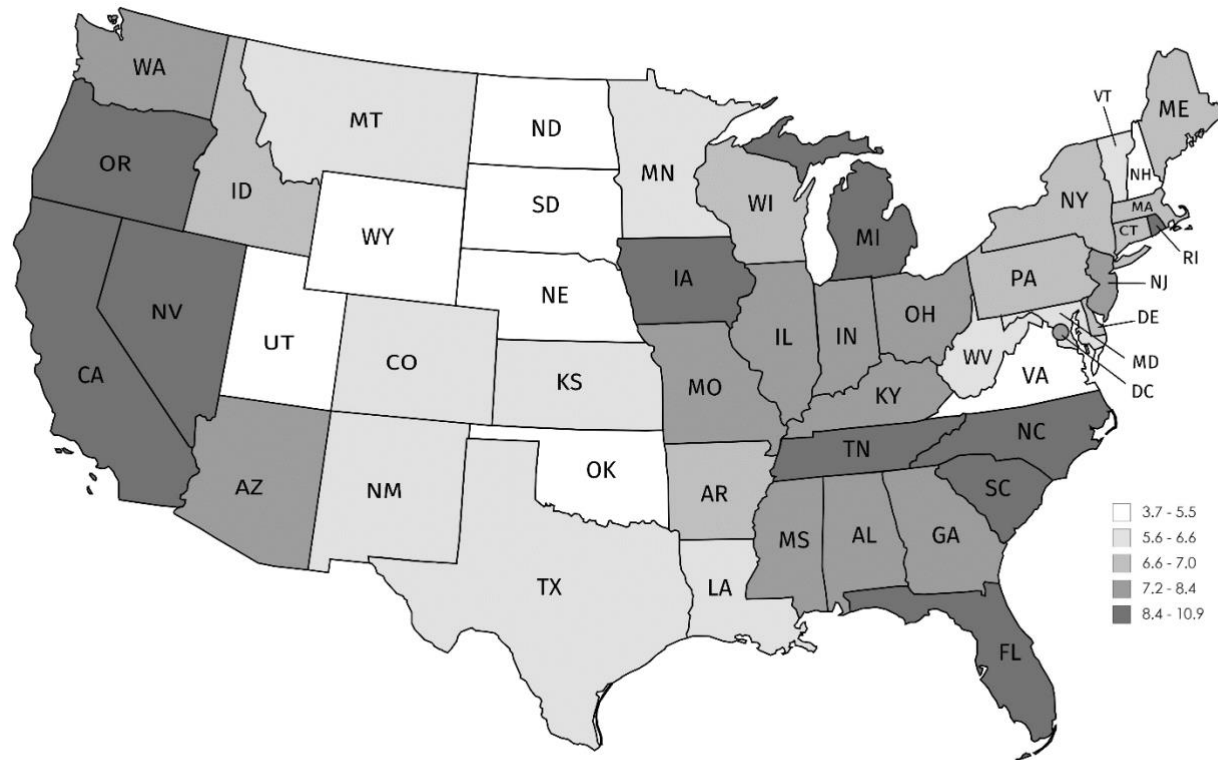 WA
MT
ND
MN
VT
ME
OR
ID
SD
WI
NY
NH
MA
CT
RI
WY
MI
IA
PA
NJ
NE
NV
UT
CO
KS
IL
IN
OH
WV
DE
MD
DC
VA
CA
MO
KY
AZ
NM
OK
AR
TN
NC
SC
MS
AL
GA
TX
LA
FL
3.7 - 5.5
5.6 - 6.6
6.6 - 7.0
7.2 - 8.4
8.4 - 10.9